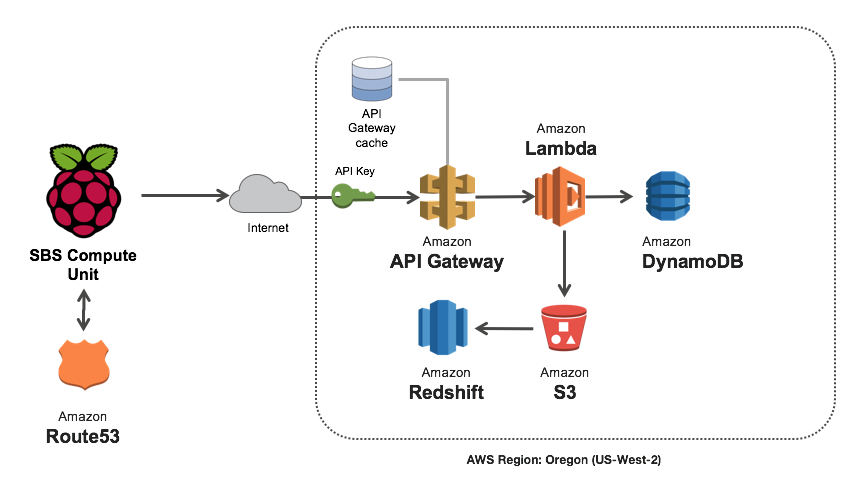 API
Gateway
cache
Amazon
Lambda
API Key
Internet
SBS Compute
Unit
Amazon
API Gateway
Amazon
DynamoDB
Amazon
Redshift
Amazon
S3
Amazon
Route53
AWS Region: Oregon (US-West-2)